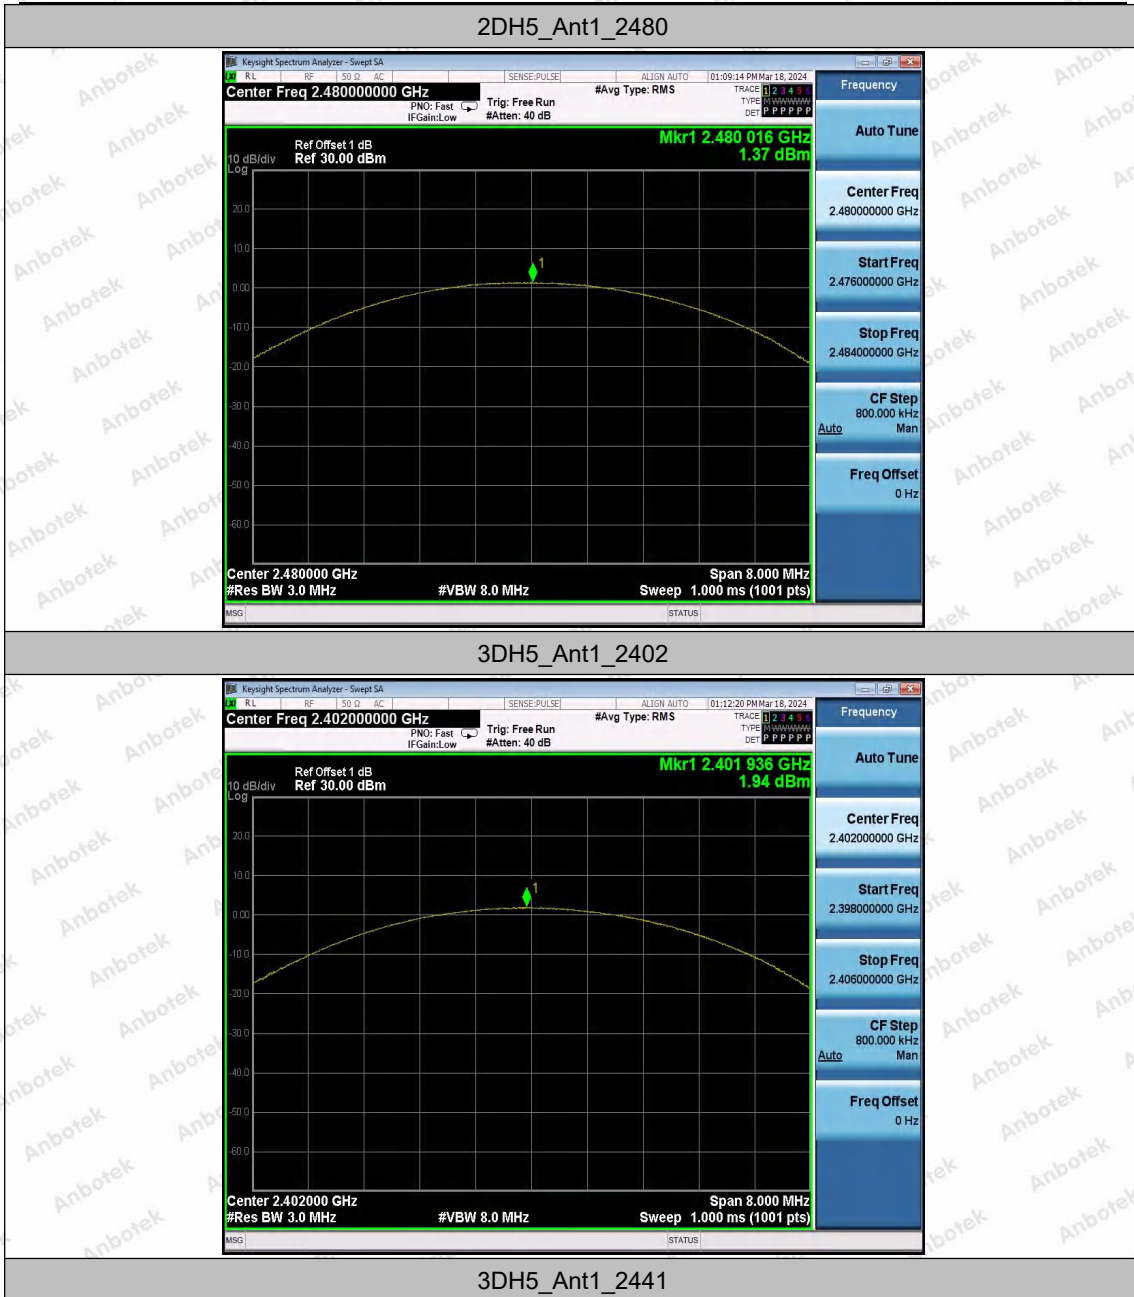 2DH5_Ant1_2480
Keysight Spectrum Analyzer - Swept SA
RL RF 50 Ω AC SENSE:PULSE ALIGN AUTO 01:09:14 PM Mar 18, 2024
Center Freq 2.480000000 GHz #Avg Type: RMS TRACE 1 2 3 4 5 6
PNO: Fast Trig: Free Run TYPE M W W W W W
IFGain:Low #Atten: 40 dB DET P P P P P P
Frequency
Mkr1 2.480 016 GHz
1.37 dBm
Ref Offset 1 dB
10 dB/div Ref 30.00 dBm
Log
20.0
10.0
1
0.00
-10.0
-20.0
-30.0
-40.0
-50.0
-60.0
Center 2.480000 GHz Span 8.000 MHz
#Res BW 3.0 MHz #VBW 8.0 MHz Sweep 1.000 ms (1001 pts)
MSG STATUS
Auto Tune
Center Freq
2.480000000 GHz
Start Freq
2.476000000 GHz
Stop Freq
2.484000000 GHz
CF Step
800.000 kHz
Auto Man
Freq Offset
0 Hz
3DH5_Ant1_2402
Keysight Spectrum Analyzer - Swept SA
RL RF 50 Ω AC SENSE:PULSE ALIGN AUTO 01:12:20 PM Mar 18, 2024
Center Freq 2.402000000 GHz #Avg Type: RMS TRACE 1 2 3 4 5 6
PNO: Fast Trig: Free Run TYPE M W W W W W
IFGain:Low #Atten: 40 dB DET P P P P P P
Frequency
Mkr1 2.401 936 GHz
1.94 dBm
Ref Offset 1 dB
10 dB/div Ref 30.00 dBm
Log
20.0
10.0
1
0.00
-10.0
-20.0
-30.0
-40.0
-50.0
-60.0
Center 2.402000 GHz Span 8.000 MHz
#Res BW 3.0 MHz #VBW 8.0 MHz Sweep 1.000 ms (1001 pts)
MSG STATUS
Auto Tune
Center Freq
2.402000000 GHz
Start Freq
2.398000000 GHz
Stop Freq
2.406000000 GHz
CF Step
800.000 kHz
Auto Man
Freq Offset
0 Hz
3DH5_Ant1_2441
Anbotek